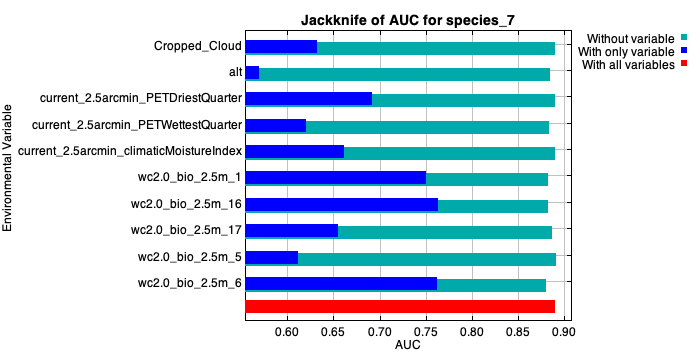 Jackknife of AUC for species_7
Without variable
With only variable
With all variables
Environmental Variable
Cropped_Cloud
alt
current_2.5arcmin_PETDriestQuarter
current_2.5arcmin_PETWettestQuarter
current_2.5arcmin_climaticMoistureIndex
wc2.0_bio_2.5m_1
wc2.0_bio_2.5m_16
wc2.0_bio_2.5m_17
wc2.0_bio_2.5m_5
wc2.0_bio_2.5m_6
0.60 0.65 0.70 0.75 0.80 0.85 0.90
AUC